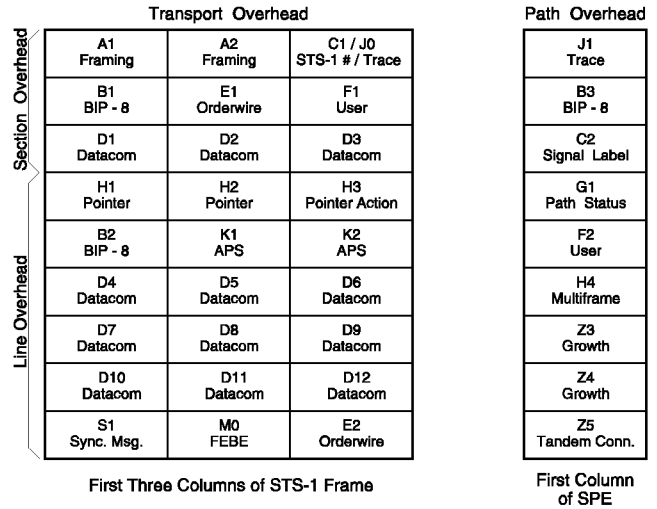 Transport Overhead
Path Overhead
Section Overhead
Line Overhead
A1
Framing
A2
Framing
C1 / J0
STS-1 # / Trace
B1
BIP - 8
E1
Orderwire
F1
User
D1
Datacom
D2
Datacom
D3
Datacom
H1
Pointer
H2
Pointer
H3
Pointer Action
B2
BIP - 8
K1
APS
K2
APS
D4
Datacom
D5
Datacom
D6
Datacom
D7
Datacom
D8
Datacom
D9
Datacom
D10
Datacom
D11
Datacom
D12
Datacom
S1
Sync. Msg.
M0
FEBE
E2
Orderwire
J1
Trace
B3
BIP - 8
C2
Signal Label
G1
Path Status
F2
User
H4
Multiframe
Z3
Growth
Z4
Growth
Z5
Tandem Conn.
First Three Columns of STS-1 Frame
First Column
of SPE